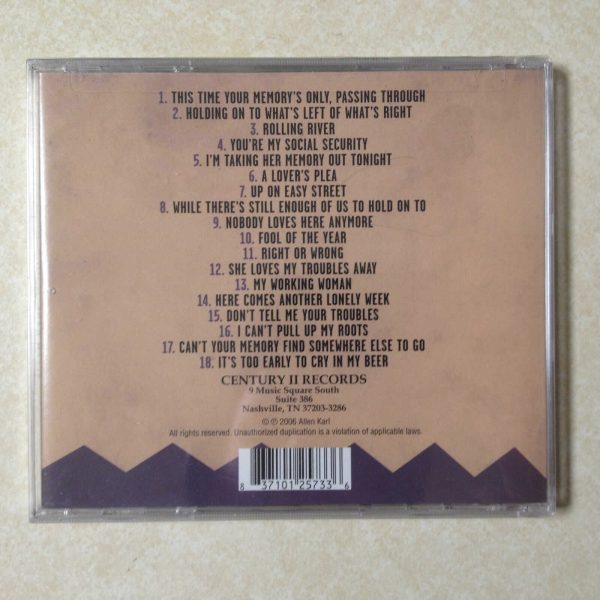 1. THIS TIME YOUR MEMORY'S ONLY, PASSING THROUGH
2. HOLDING ON TO WHAT'S LEFT OF WHAT'S RIGHT
3. ROLLING RIVER
4. YOU'RE MY SOCIAL SECURITY
5. I'M TAKING HER MEMORY OUT TONIGHT
6. A LOVER'S PLEA
7. UP ON EASY STREET
8. WHILE THERE'S STILL ENOUGH OF US TO HOLD ON TO
9. NOBODY LOVES HERE ANYMORE
10. FOOL OF THE YEAR
11. RIGHT OR WRONG
12. SHE LOVES MY TROUBLES AWAY
13. MY WORKING WOMAN
14. HERE COMES ANOTHER LONELY WEEK
15. DON'T TELL ME YOUR TROUBLES
16. I CAN'T PULL UP MY ROOTS
17. CAN'T YOUR MEMORY FIND SOMEWHERE ELSE TO GO
18. IT'S TOO EARLY TO CRY IN MY BEER
CENTURY II RECORDS
9 Music Square South
Suite 386
Nashville, TN 37203-3286
© ℗ 2006 Allen Karl
All rights reserved. Unauthorized duplication is a violation of applicable laws.
8 37101 25733 6